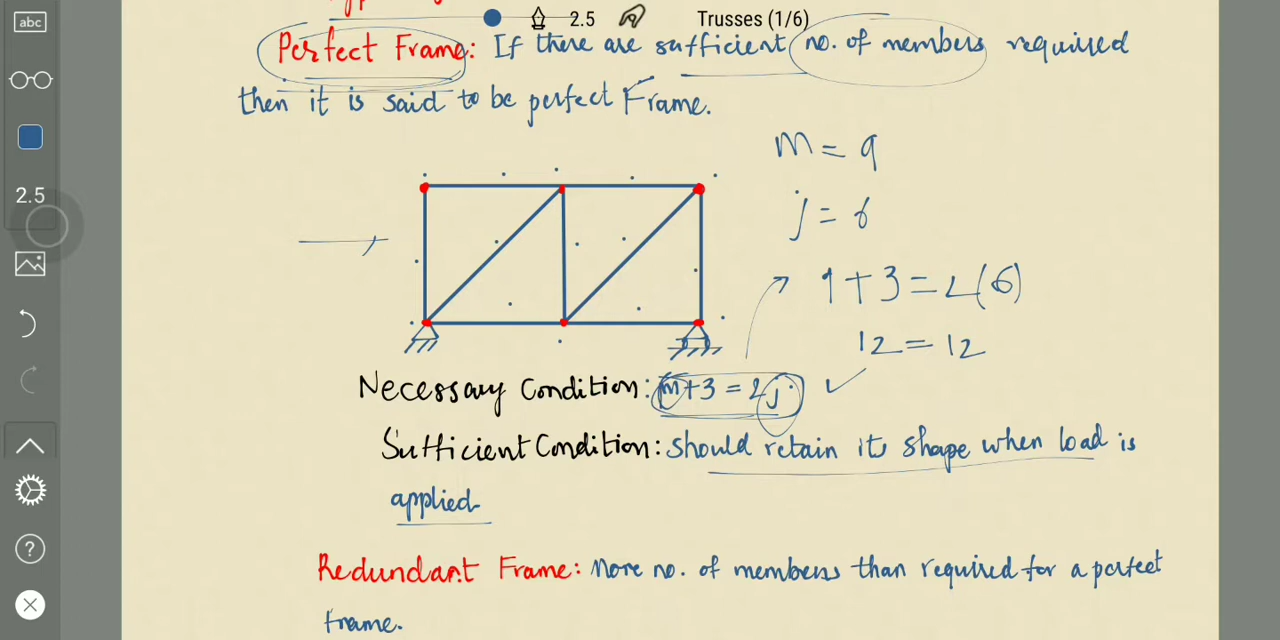 abc
2.5
Trusses (1/6)
Perfect Frame: If there are sufficient no. of members required
then it is said to be perfect Frame.
2.5
m = 9
j = 6
9+3=2(6)
12=12
Necessary Condition: m+3=2j
Sufficient Condition: should retain its shape when load is
applied
Redundant Frame: More no. of members than required for a perfect
frame.
?